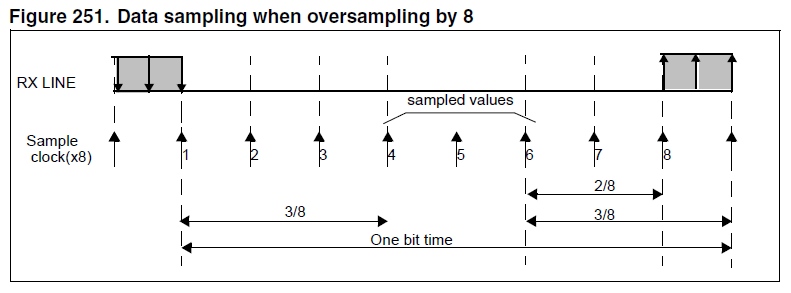 Figure 251. Data sampling when oversampling by 8
RX LINE
sampled values
Sample
clock(x8)
1 2 3 4 5 6 7 8
2/8
3/8 3/8
One bit time